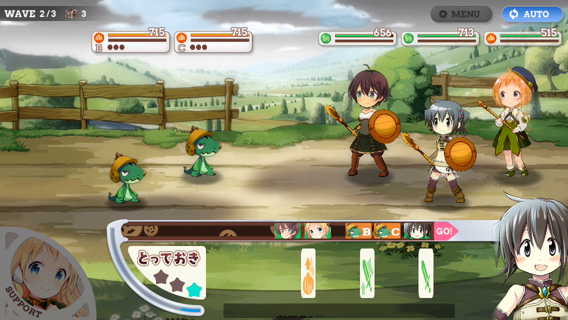 WAVE 2/3 3 MENU AUTO
715 715 656 713 515
B C
B C GO!
とっておき
SUPPORT